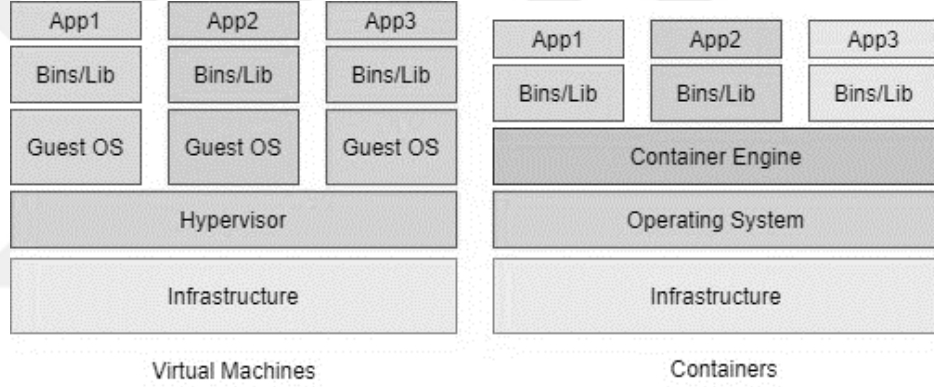 App1 App2 App3
Bins/Lib Bins/Lib Bins/Lib
Guest OS Guest OS Guest OS
Hypervisor
Infrastructure
Virtual Machines
App1 App2 App3
Bins/Lib Bins/Lib Bins/Lib
Container Engine
Operating System
Infrastructure
Containers